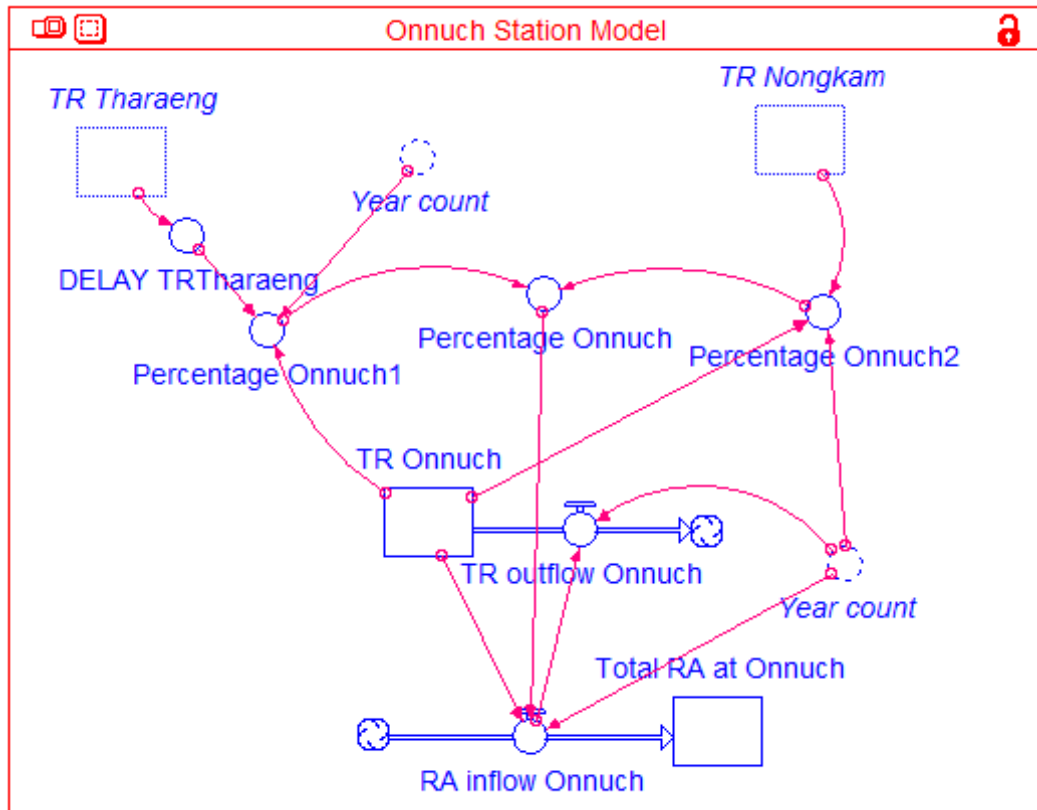 Onnuch Station Model
TR Tharaeng
TR Nongkam
Year count
DELAY TRTharaeng
Percentage Onnuch
Percentage Onnuch2
Percentage Onnuch1
TR Onnuch
TR outflow Onnuch
Year count
Total RA at Onnuch
RA inflow Onnuch